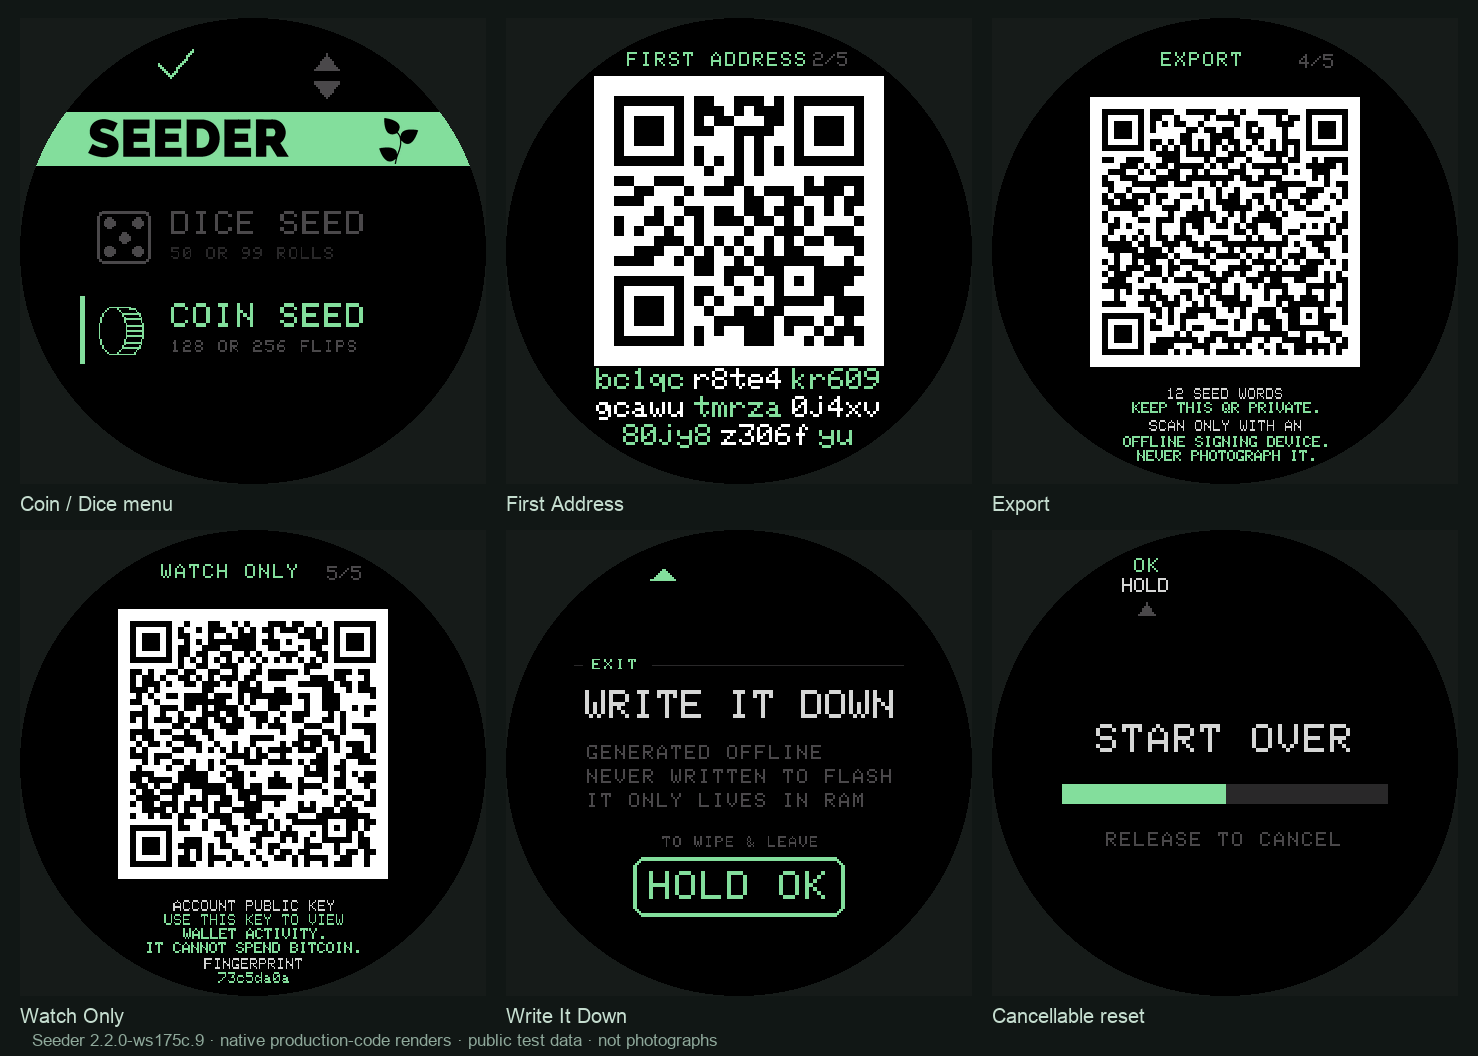 SEEDER
DICE SEED
50 OR 99 ROLLS
COIN SEED
128 OR 256 FLIPS
Coin / Dice menu
FIRST ADDRESS 2/5
bc1qc r8te4 kr609
gcawu tmrza 0j4xv
80jy8 z306f yu
First Address
EXPORT 4/5
12 SEED WORDS
KEEP THIS QR PRIVATE.
SCAN ONLY WITH AN
OFFLINE SIGNING DEVICE.
NEVER PHOTOGRAPH IT.
Export
WATCH ONLY 5/5
ACCOUNT PUBLIC KEY
USE THIS KEY TO VIEW
WALLET ACTIVITY.
IT CANNOT SPEND BITCOIN.
FINGERPRINT
73c5da0a
Watch Only
EXIT
WRITE IT DOWN
GENERATED OFFLINE
NEVER WRITTEN TO FLASH
IT ONLY LIVES IN RAM
TO WIPE & LEAVE
HOLD OK
Write It Down
OK
HOLD
START OVER
RELEASE TO CANCEL
Cancellable reset
Seeder 2.2.0-ws175c.9 · native production-code renders · public test data · not photographs